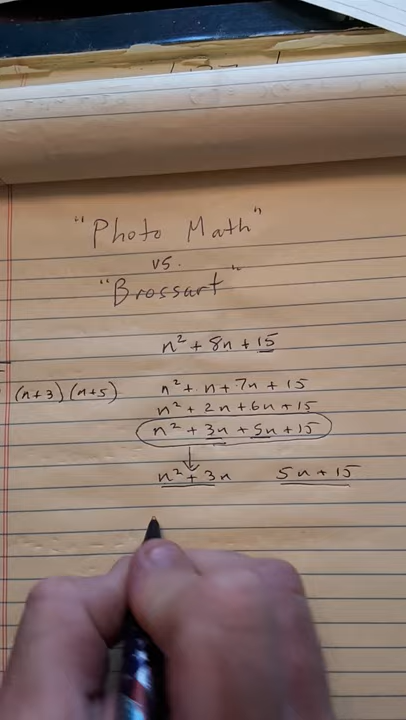 "Photo Math"
vs.
"Brossart"
n² + 8n + 15
(n+3)(n+5)
n² + n + 7n + 15
n² + 2n + 6n + 15
n² + 3n + 5n + 15
n² + 3n 5n + 15